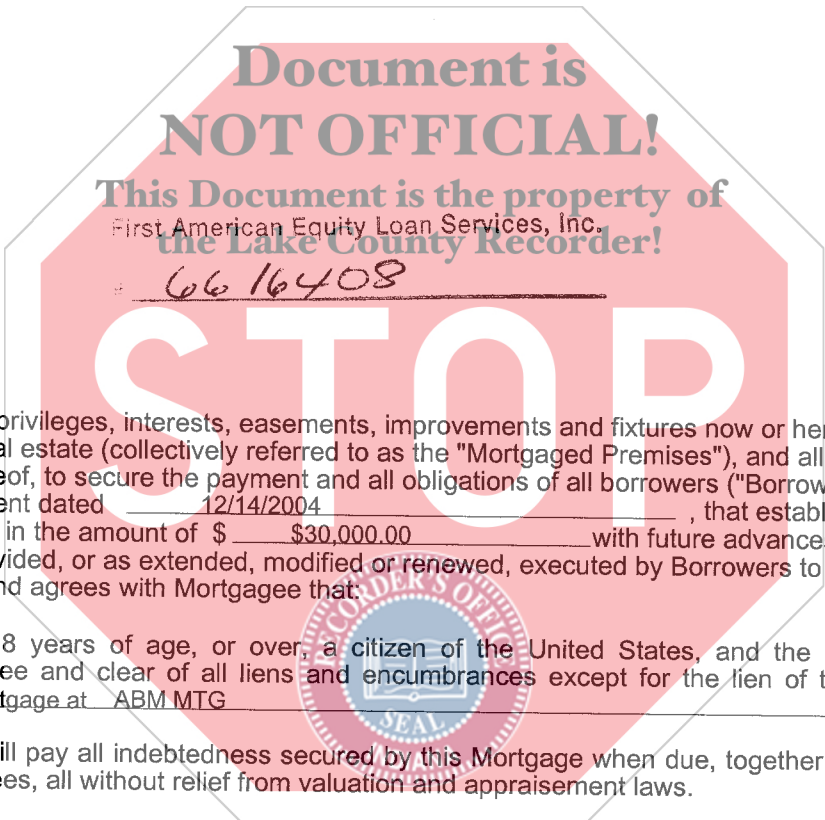 Document is
NOT OFFICIAL!
This Document is the property of
First American Equity Loan Services, Inc.
the Lake County Recorder!
6616408
STOP
privileges, interests, easements, improvements and fixtures now or her
al estate (collectively referred to as the "Mortgaged Premises"), and all
eof, to secure the payment and all obligations of all borrowers ("Borrow
ent dated 12/14/2004 , that establ
in the amount of $ $30,000.00 with future advance
vided, or as extended, modified or renewed, executed by Borrowers to
nd agrees with Mortgagee that:
RECORDER'S OFFICE
8 years of age, or over, a citizen of the United States, and the
ee and clear of all liens and encumbrances except for the lien of t
tgage at ABM MTG
SEAL
ill pay all indebtedness secured by this Mortgage when due, together
ees, all without relief from valuation and appraisement laws.